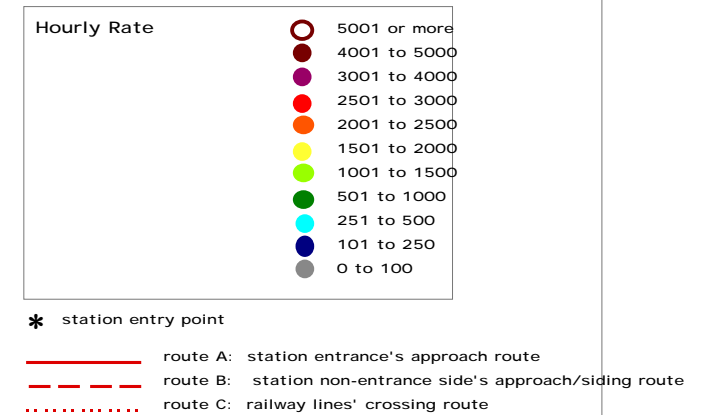 Hourly Rate
5001 or more
4001 to 5000
3001 to 4000
2501 to 3000
2001 to 2500
1501 to 2000
1001 to 1500
501 to 1000
251 to 500
101 to 250
0 to 100
* station entry point
route A: station entrance's approach route
route B: station non-entrance side's approach/siding route
route C: railway lines' crossing route